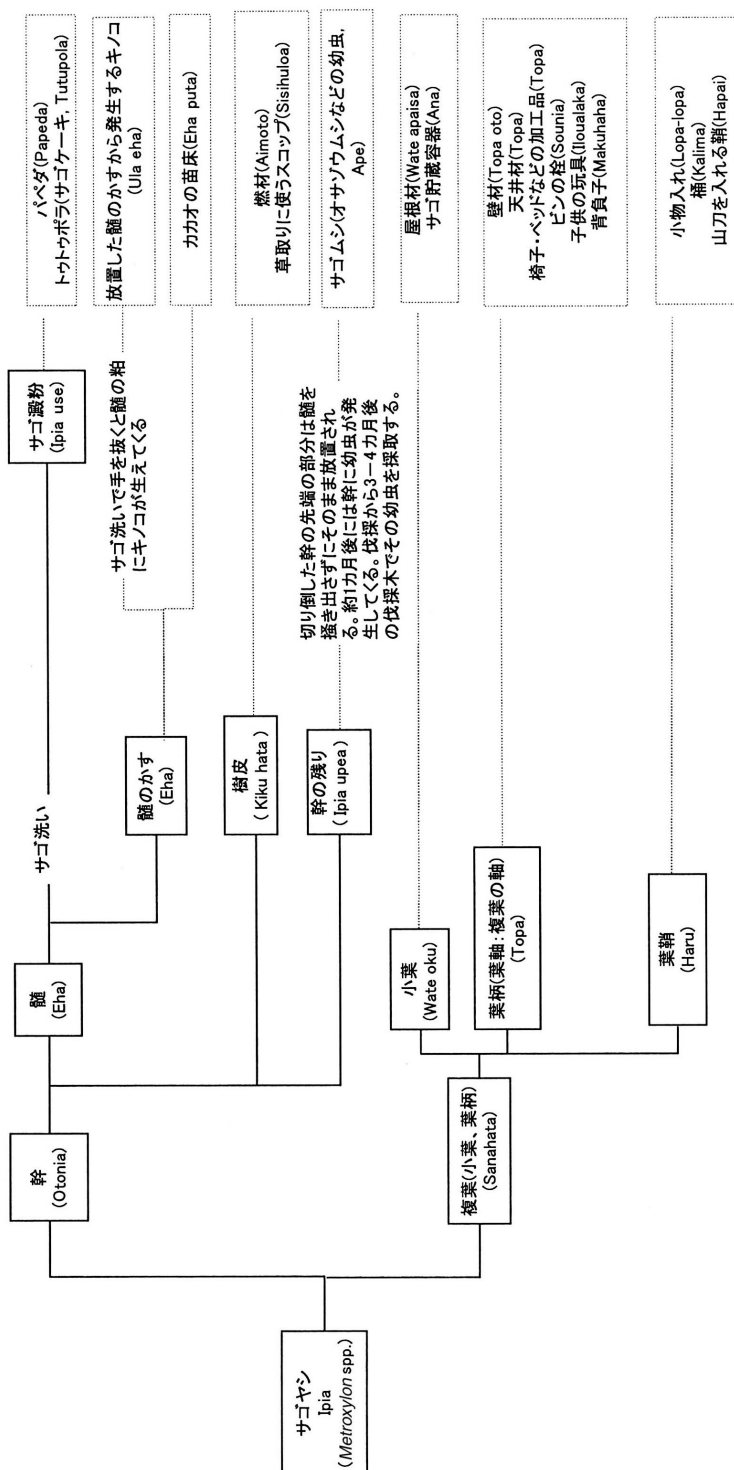 サゴヤシ
Ipia
(Metroxylon spp.)
幹
(Otonia)
複葉(小葉、葉柄)
(Sanahata)
髄
(Eha)
サゴ洗い
サゴ澱粉
(Ipia use)
パペダ(Papeda)
トゥトゥポラ(サゴケーキ, Tutupola)
髄のかす
(Eha)
サゴ洗いで手を抜くと髄の粕
にキノコが生えてくる
放置した髄のかすから発生するキノコ
(Ula eha)
カカオの苗床(Eha puta)
樹皮
( Kiku hata )
燃材(Aimoto)
草取りに使うスコップ(Sisihuloa)
幹の残り
( Ipia upea )
切り倒した幹の先端の部分は髄を
掻き出さずにそのまま放置され
る。約1カ月後には幹に幼虫が発
生してくる。伐採から3－4カ月後
の伐採木でその幼虫を採取する。
サゴムシ(オサゾウムシなどの幼虫,
Ape)
小葉
(Wate oku)
屋根材(Wate apaisa)
サゴ貯蔵容器(Ana)
葉柄(葉軸：複葉の軸)
(Topa)
壁材(Topa oto)
天井材(Topa)
椅子・ベッドなどの加工品(Topa)
ビンの栓(Sounia)
子供の玩具(Iloualaka)
背負子(Makuhaha)
葉鞘
(Haru)
小物入れ(Lopa-lopa)
桶(Kalima)
山刀を入れる鞘(Hapai)